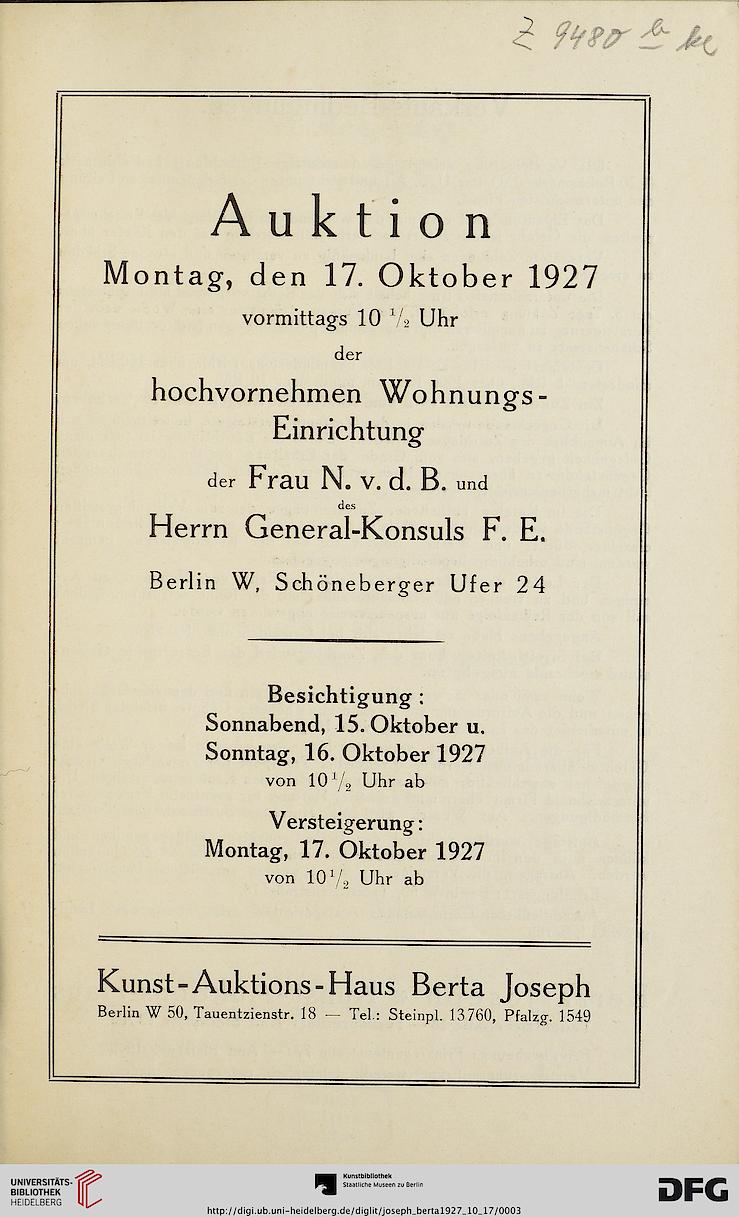 Z 9480 b
Auktion
Montag, den 17. Oktober 1927
vormittags 10 1/2 Uhr
der
hochvornehmen Wohnungs-
Einrichtung
der Frau N. v. d. B. und
des
Herrn General-Konsuls F. E.
Berlin W, Schöneberger Ufer 24
Besichtigung:
Sonnabend, 15. Oktober u.
Sonntag, 16. Oktober 1927
von 10 1/2 Uhr ab
Versteigerung:
Montag, 17. Oktober 1927
von 10 1/2 Uhr ab
Kunst-Auktions-Haus Berta Joseph
Berlin W 50, Tauentzienstr. 18 — Tel.: Steinpl. 13760, Pfalzg. 1549
UNIVERSITÄTS-
BIBLIOTHEK
HEIDELBERG
Kunstbibliothek
Staatliche Museen zu Berlin
DFG
http://digi.ub.uni-heidelberg.de/diglit/joseph_berta1927_10_17/0003